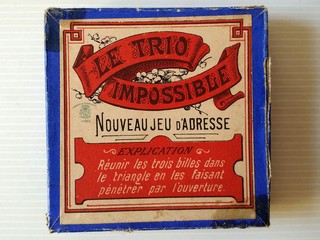 LE TRIO
IMPOSSIBLE
NOUVEAU JEU D'ADRESSE
EXPLICATION
Réunir les trois billes dans
le triangle en les faisant
pénétrer par l'ouverture.